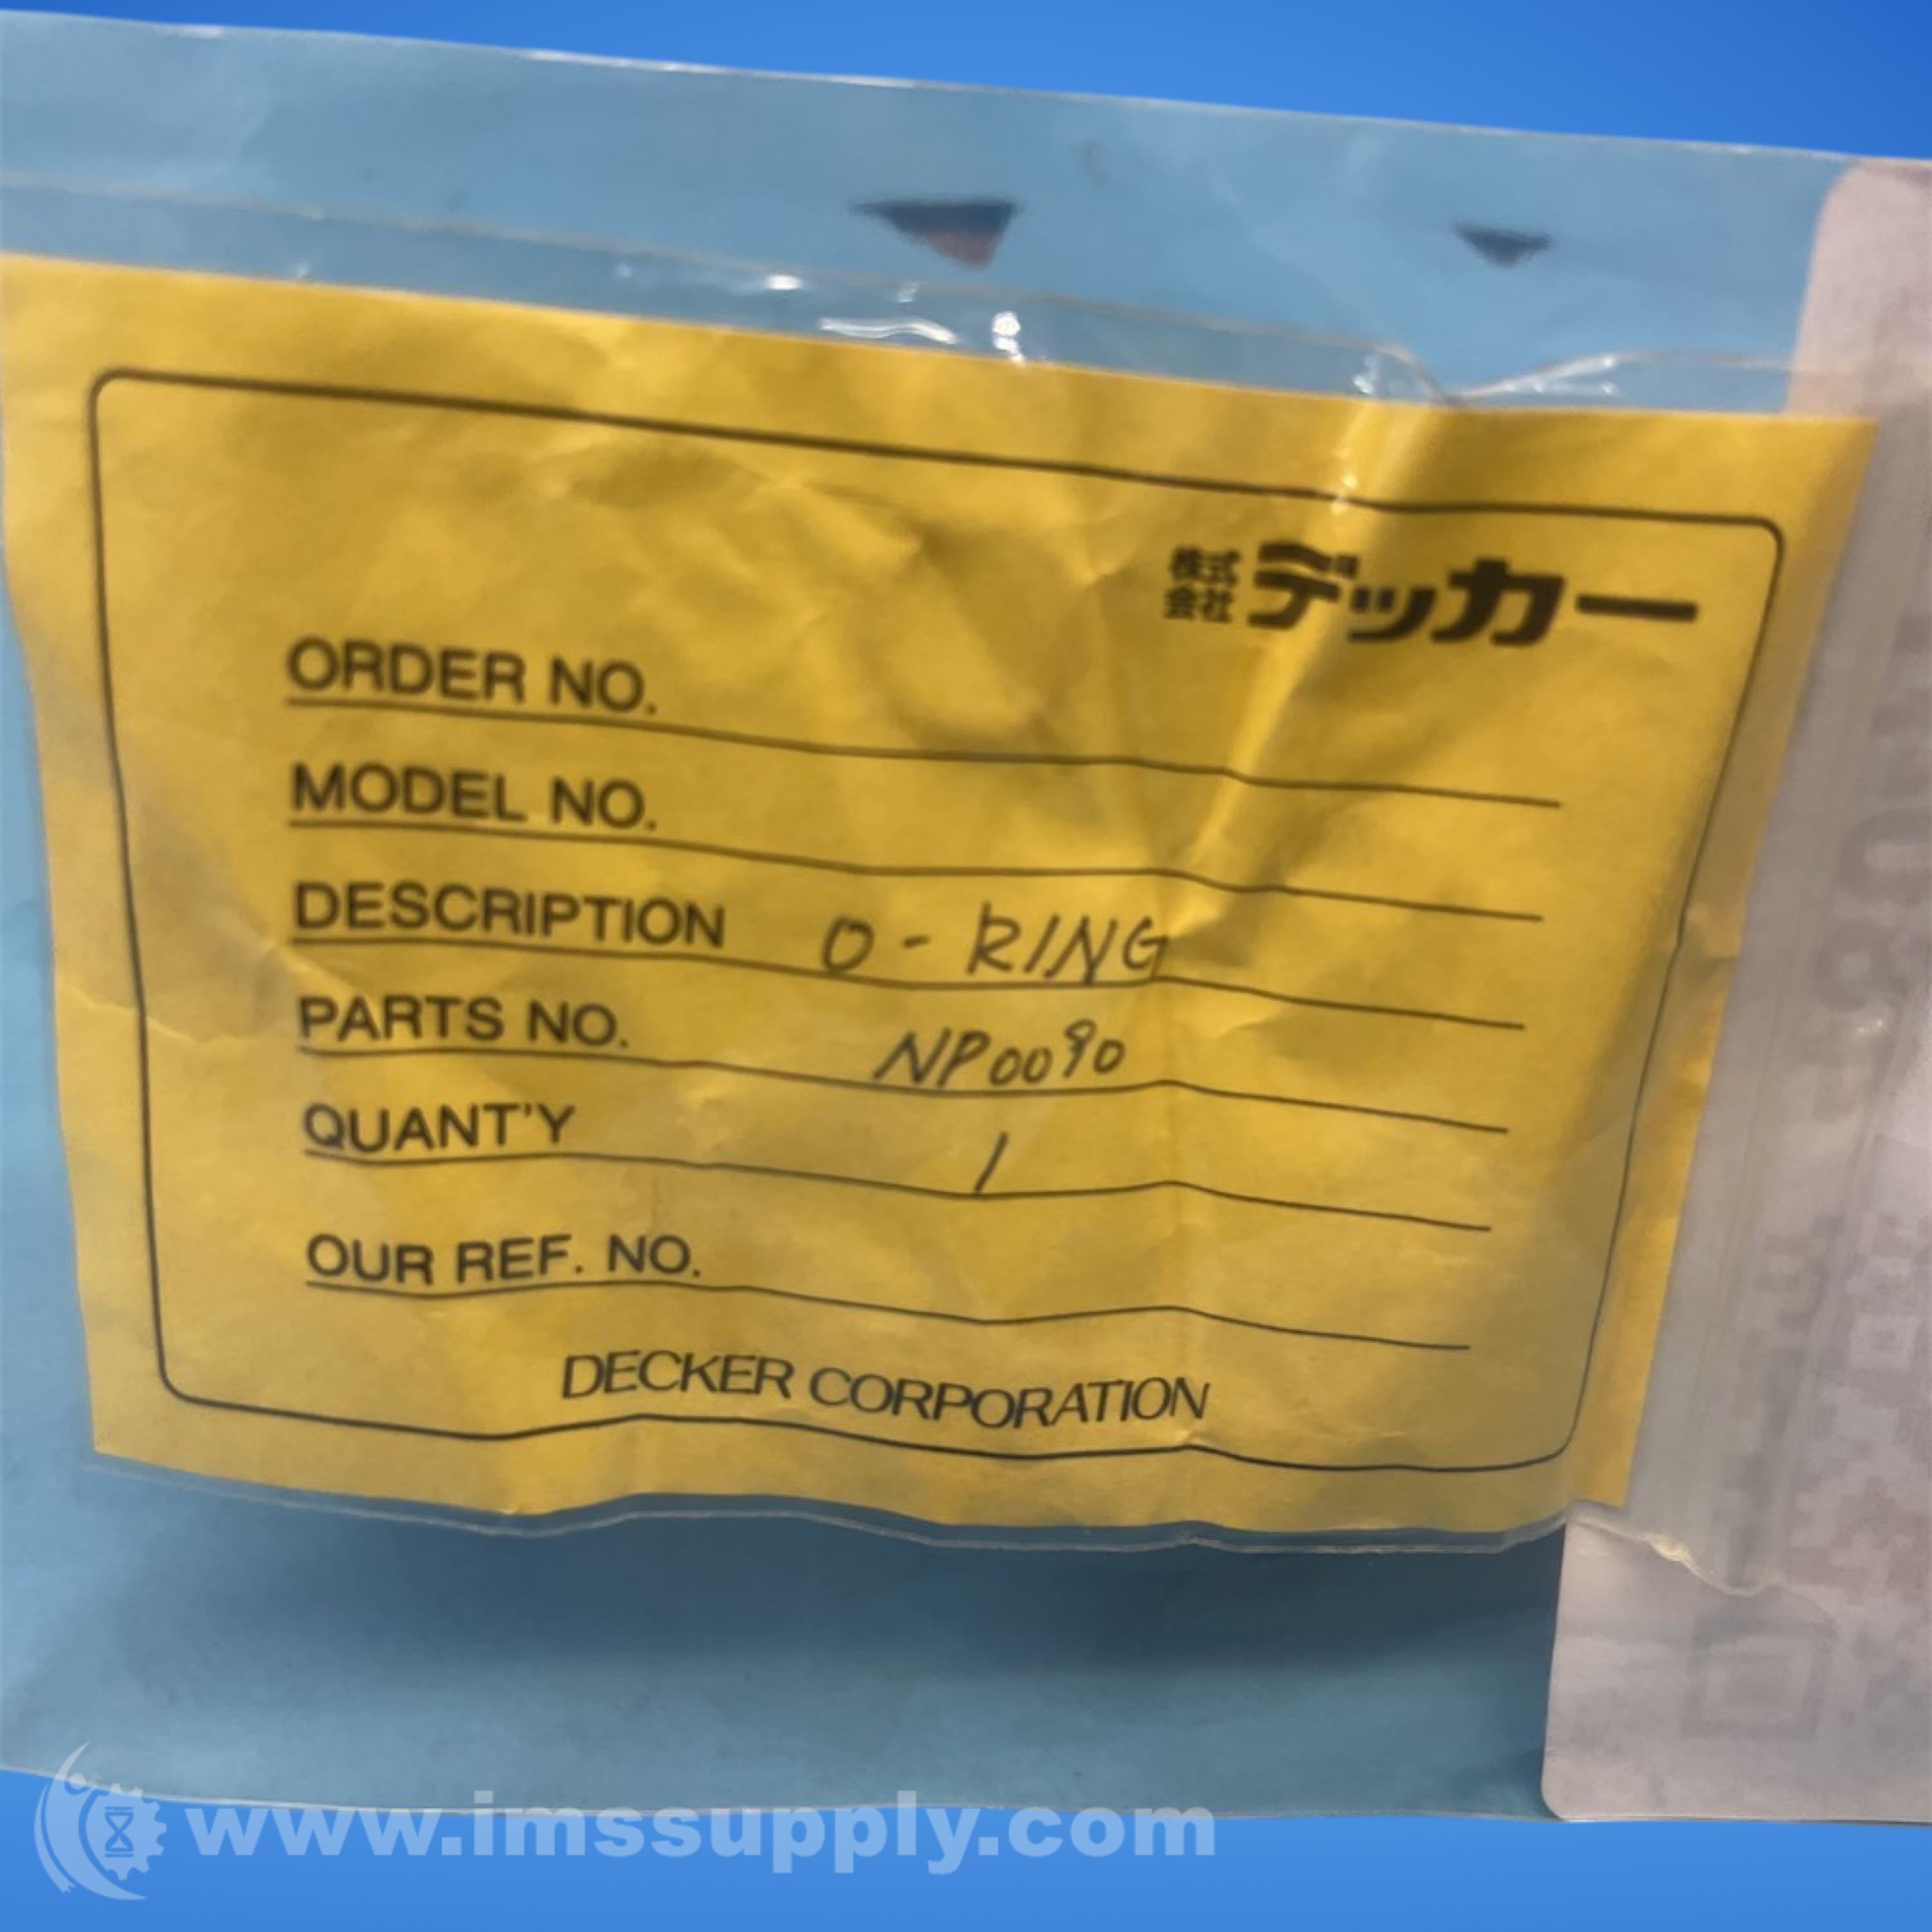 株式会社 デッカー
ORDER NO.
MODEL NO.
DESCRIPTION O-RING
PARTS NO. NP0090
QUANT'Y 1
OUR REF. NO.
DECKER CORPORATION
www.imssupply.com